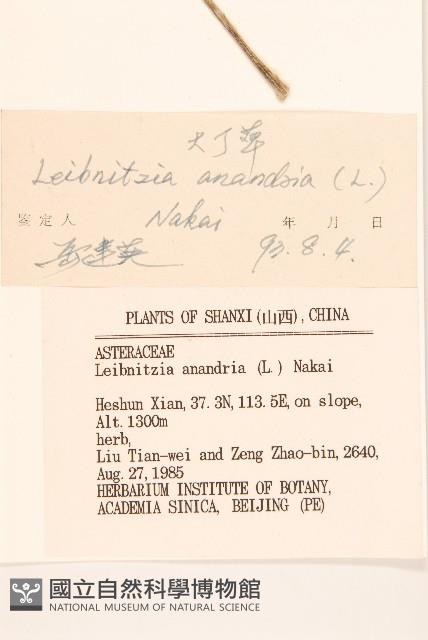 大丁草
Leibnitzia anandria (L.)
Nakai
鉴定人 年 月 日
93.8.4.
PLANTS OF SHANXI (山西), CHINA
ASTERACEAE
Leibnitzia anandria (L.) Nakai
Heshun Xian, 37.3N, 113.5E, on slope,
Alt. 1300m
herb,
Liu Tian-wei and Zeng Zhao-bin, 2640,
Aug. 27, 1985
HERBARIUM INSTITUTE OF BOTANY,
ACADEMIA SINICA, BEIJING (PE)
國立自然科學博物館
NATIONAL MUSEUM OF NATURAL SCIENCE